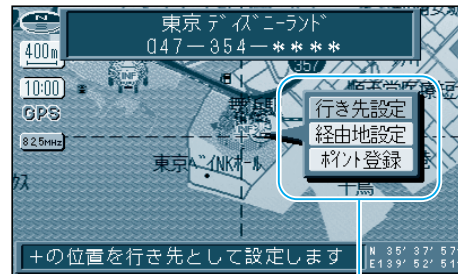 東京ディズニーランド
047-354-****
400m
357
10:00
GPS
82.5MHz
行き先設定
経由地設定
ポイント登録
東京ベイNKホール
千鳥
+の位置を行き先として設定します
N 35°37'57
E139°52'51